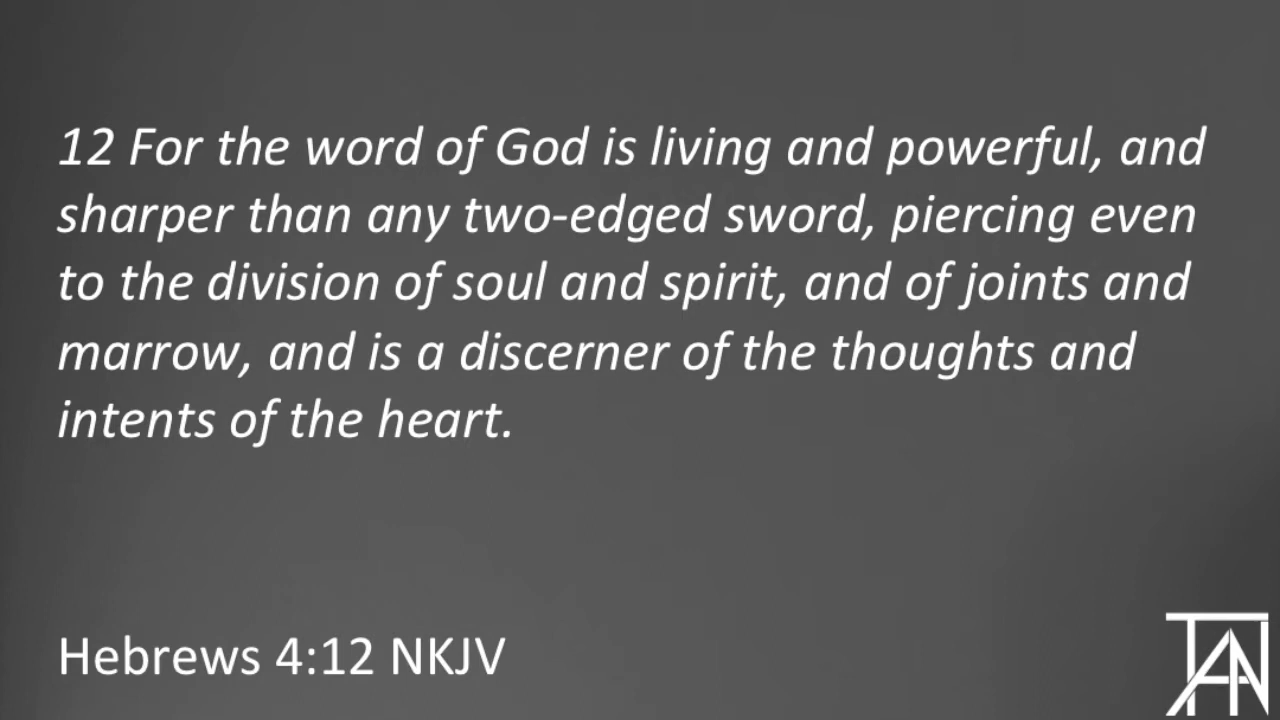 12 For the word of God is living and powerful, and
sharper than any two-edged sword, piercing even
to the division of soul and spirit, and of joints and
marrow, and is a discerner of the thoughts and
intents of the heart.
Hebrews 4:12 NKJV
TAN